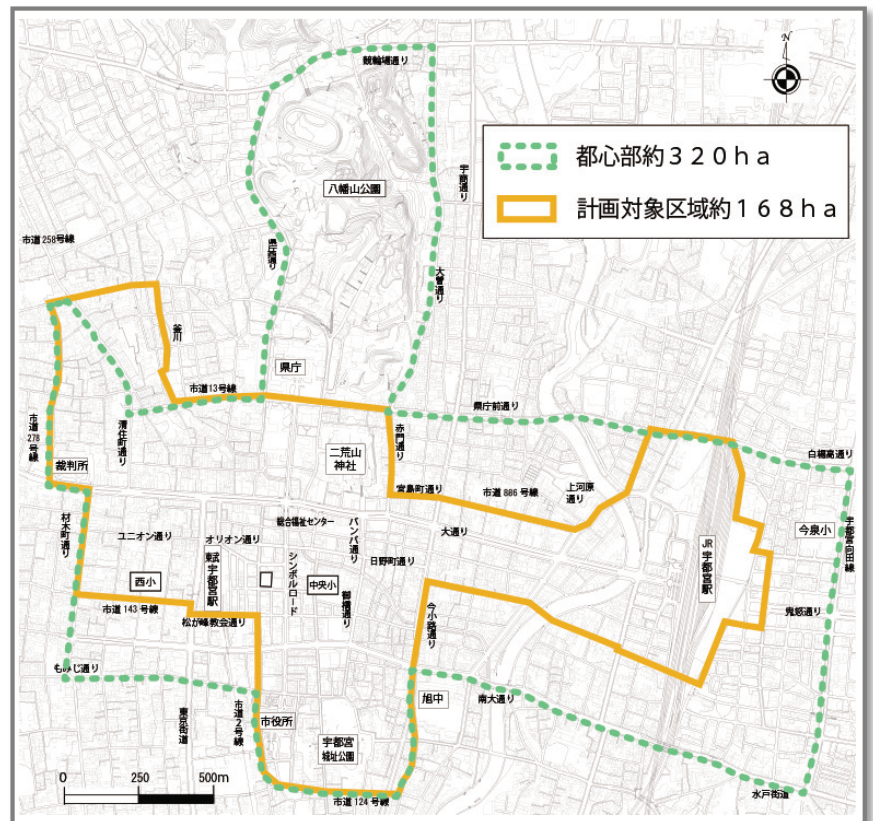 競輪場通り
N
都心部約320ha
計画対象区域約168ha
宇商通り
八幡山公園
市道258号線
県庁西通り
大曽通り
釜川
県庁
市道13号線
県庁前通り
清住町通り
赤門通り
市道278号線
二荒山神社
白楊高通り
裁判所
宮島町通り
市道886号線
上河原通り
材木町通り
ユニオン通り
オリオン通り
総合福祉センター
バンバ通り
大通り
日野町通り
JR宇都宮駅
今泉小
宇都宮向田線
東武宇都宮駅
シンボルロード
西小
中央小
御橋通り
今小路通り
鬼怒通り
市道143号線
松が峰教会通り
もみじ通り
東京街道
市道2号線
市役所
旭中
南大通り
宇都宮城址公園
0 250 500m
市道124号線
水戸街道